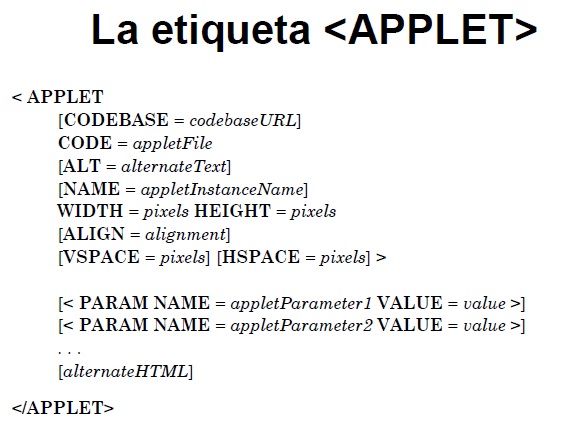 La etiqueta <APPLET>
< APPLET
[CODEBASE = codebaseURL]
CODE = appletFile
[ALT = alternateText]
[NAME = appletInstanceName]
WIDTH = pixels HEIGHT = pixels
[ALIGN = alignment]
[VSPACE = pixels] [HSPACE = pixels] >
[< PARAM NAME = appletParameter1 VALUE = value >]
[< PARAM NAME = appletParameter2 VALUE = value >]
. . .
[alternateHTML]
</APPLET>